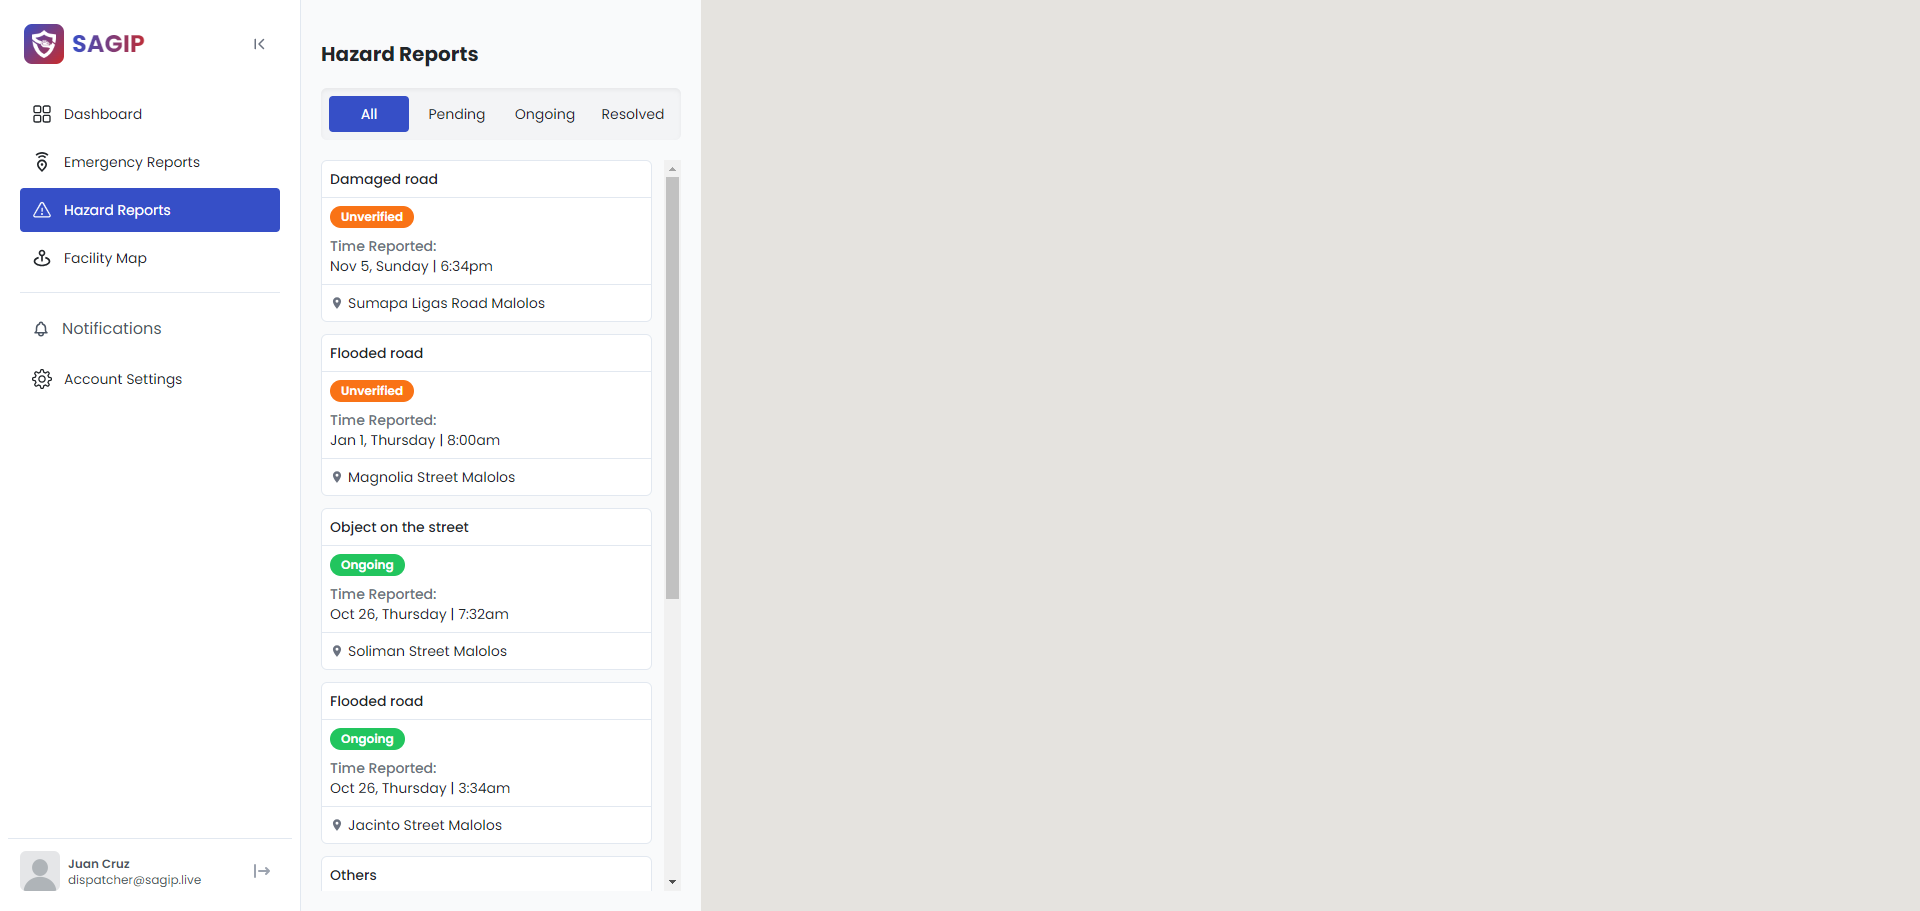 SAGIP
Dashboard
Emergency Reports
Hazard Reports
Facility Map
Notifications
Account Settings
Juan Cruz
dispatcher@sagip.live
Hazard Reports
All Pending Ongoing Resolved
Damaged road
Unverified
Time Reported:
Nov 5, Sunday | 6:34pm
Sumapa Ligas Road Malolos
Flooded road
Unverified
Time Reported:
Jan 1, Thursday | 8:00am
Magnolia Street Malolos
Object on the street
Ongoing
Time Reported:
Oct 26, Thursday | 7:32am
Soliman Street Malolos
Flooded road
Ongoing
Time Reported:
Oct 26, Thursday | 3:34am
Jacinto Street Malolos
Others